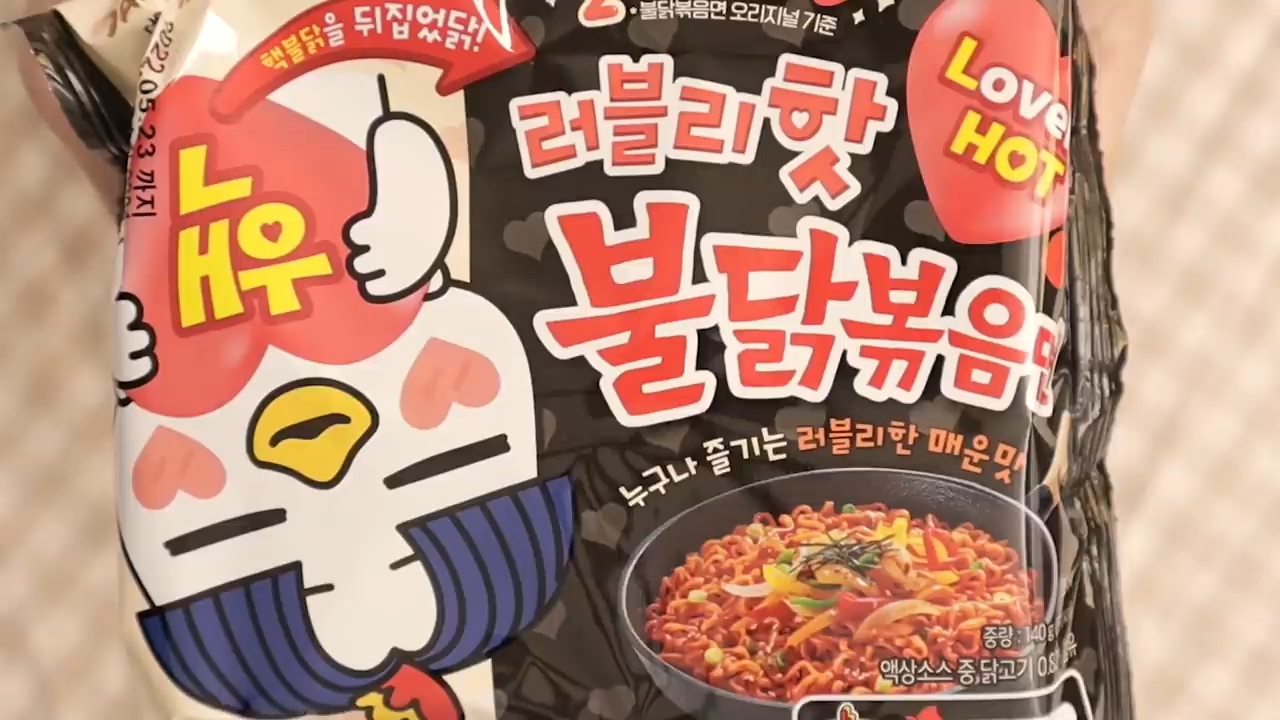 2022.05.23 까지
핵불닭을 뒤집었닭!
불닭볶음면 오리지널 기준
러블리핫
Love
HOT
불닭볶음면
누구나 즐기는 러블리한 매운맛
중량 : 140g
액상소스 중,닭고기